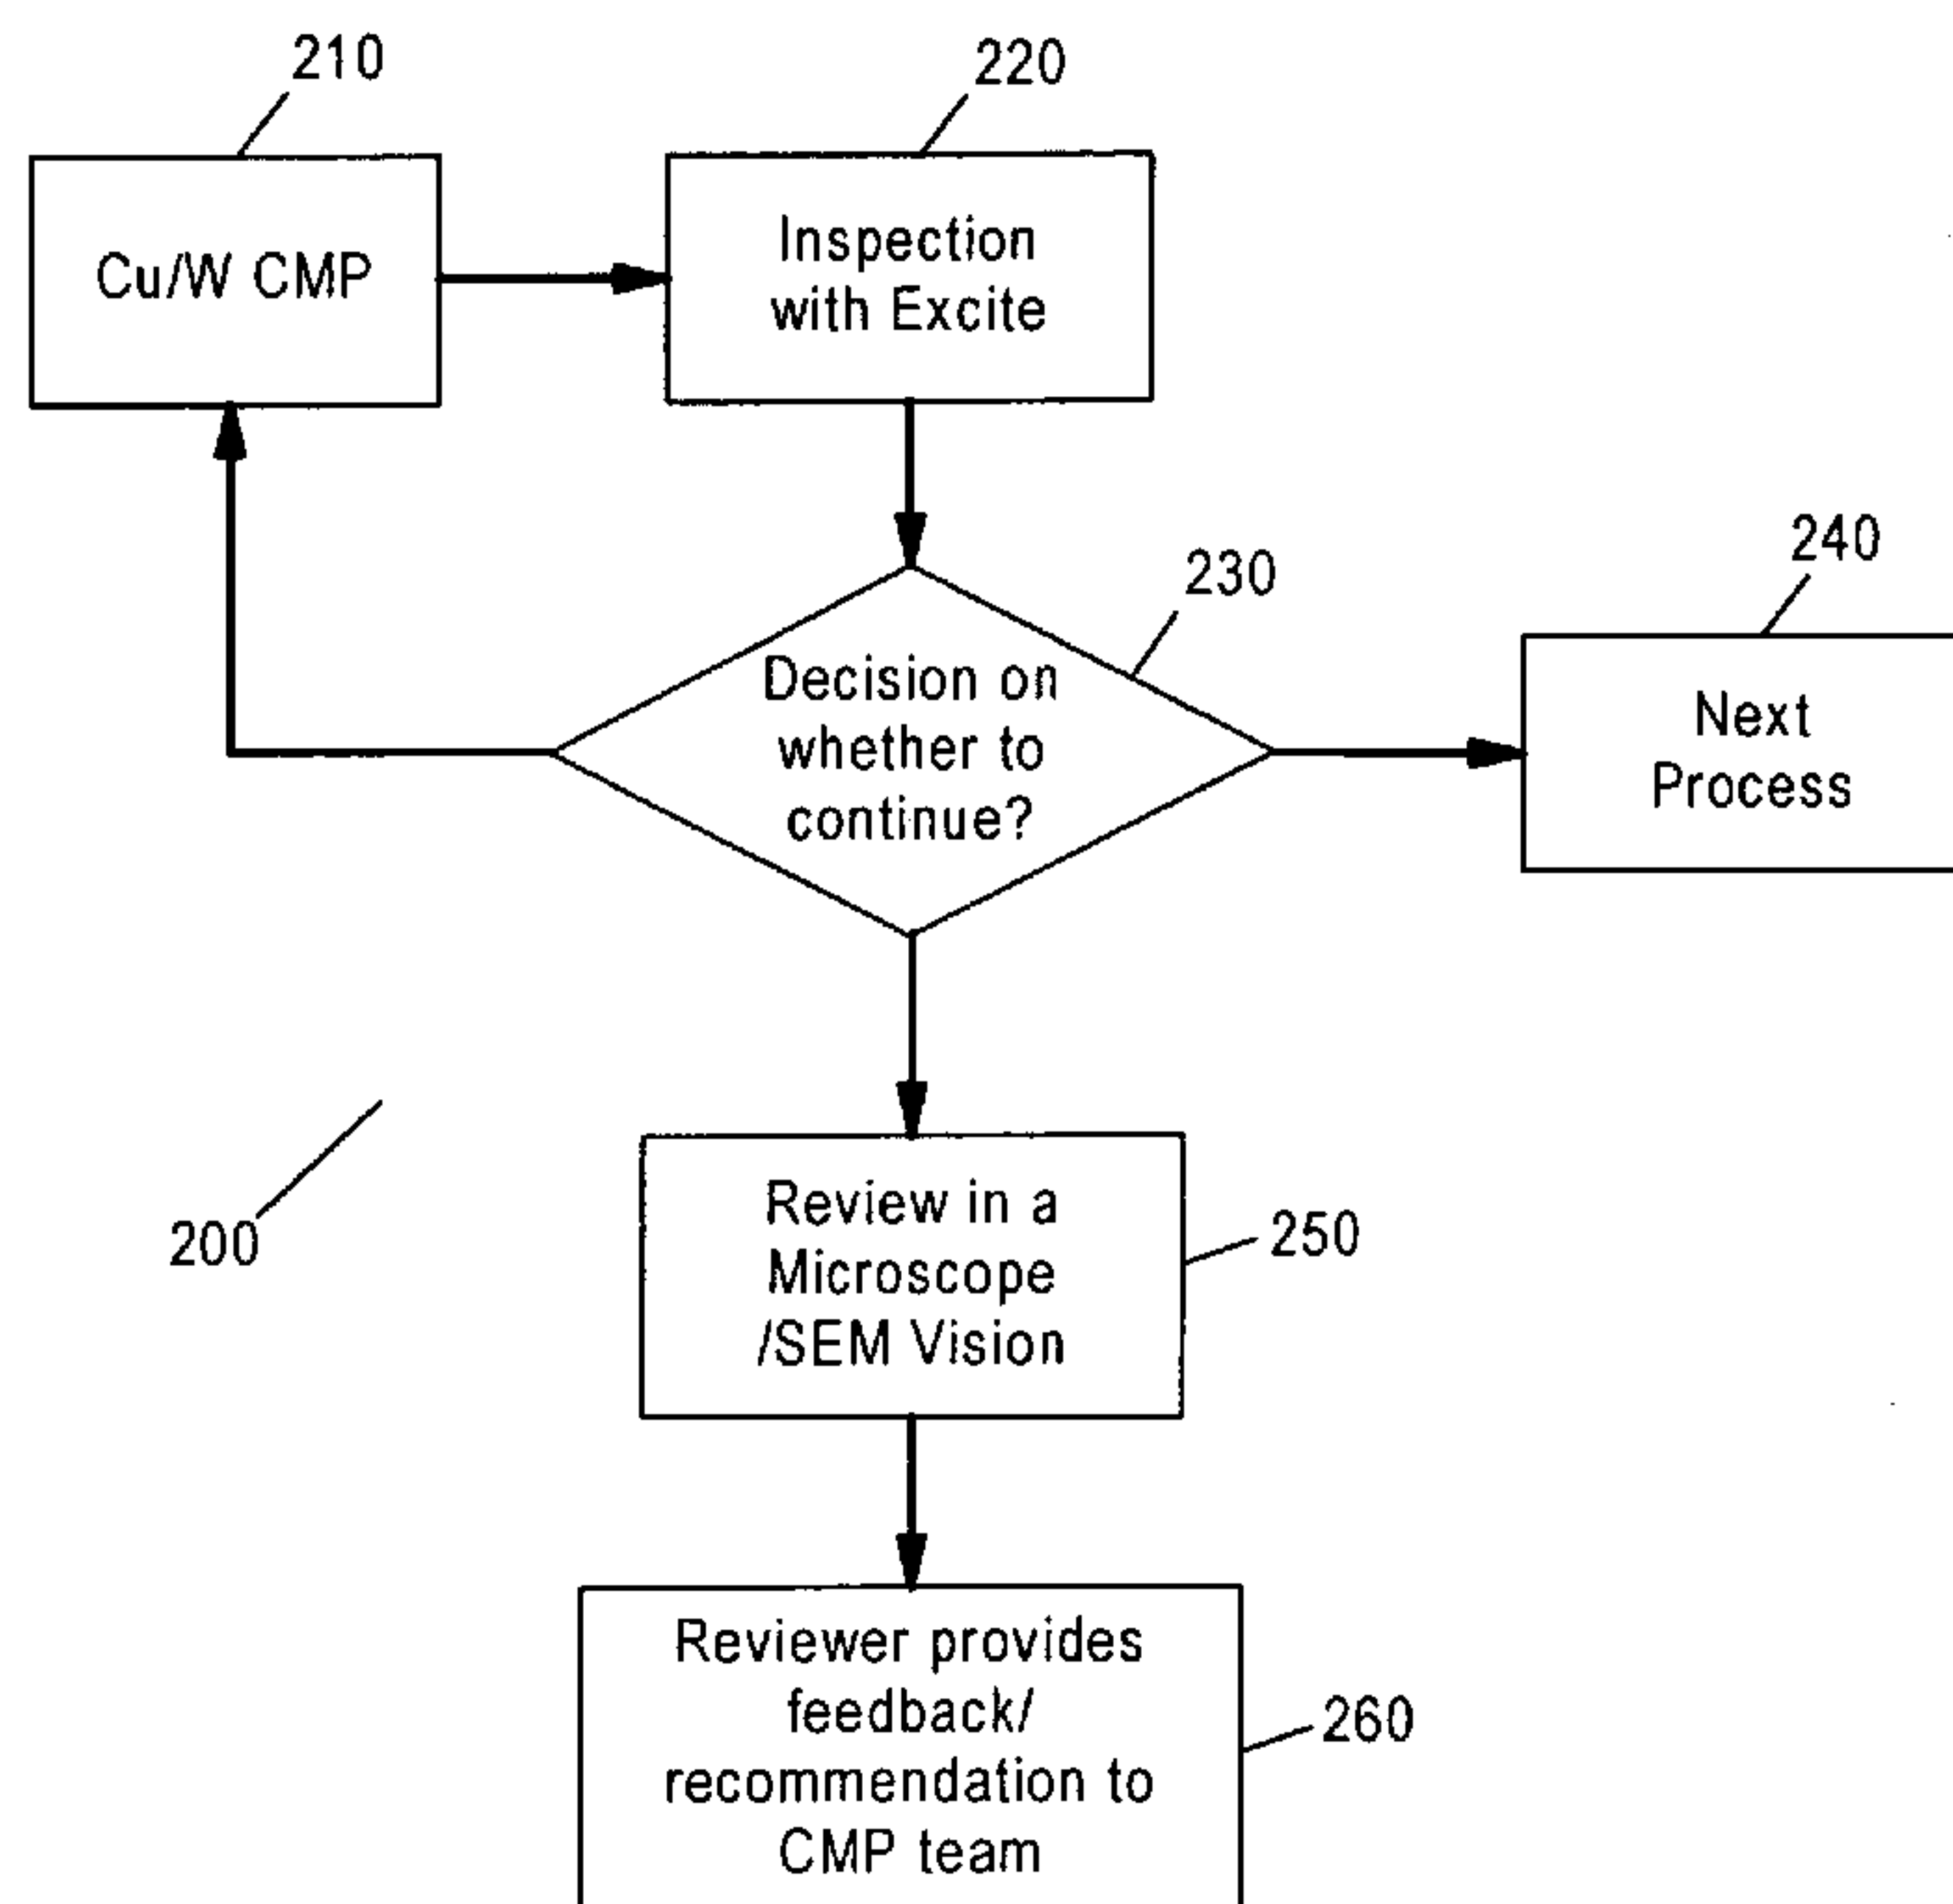 210
220
Cu/W CMP
Inspection
with Excite
230
240
Decision on
whether to
continue?
Next
Process
200
Review in a
Microscope
/SEM Vision
250
Reviewer provides
feedback/
recommendation to
CMP team
260